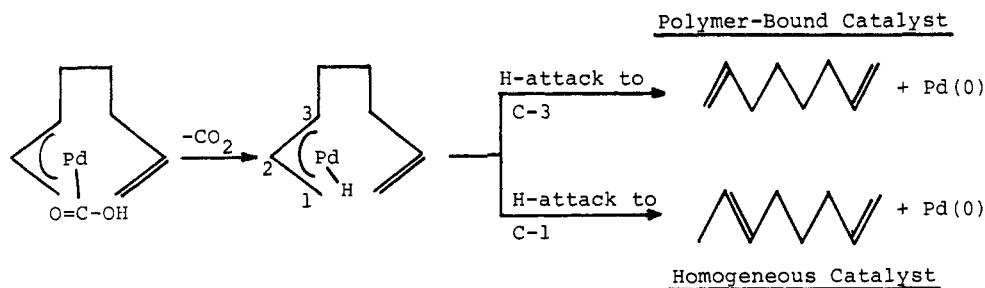 Polymer-Bound Catalyst
H-attack to
C-3
+ Pd(0)
-CO2
Pd
O=C-OH
3
2
1
Pd
H
H-attack to
C-1
+ Pd(0)
Homogeneous Catalyst